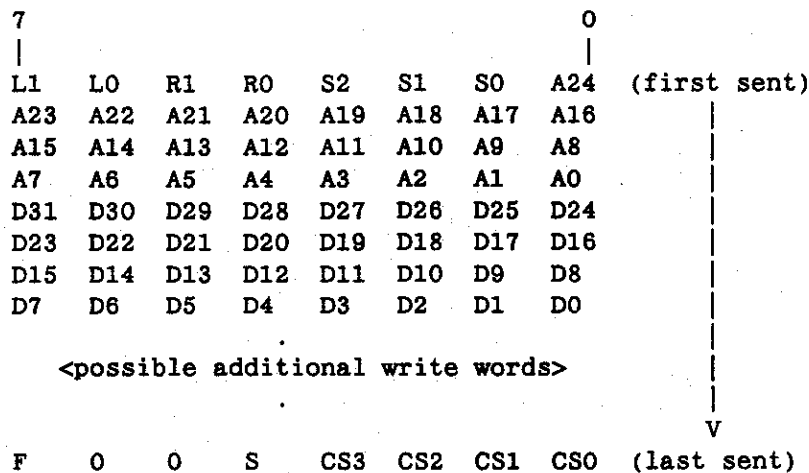 7 0
| |
L1 L0 R1 R0 S2 S1 S0 A24 (first sent)
A23 A22 A21 A20 A19 A18 A17 A16 |
A15 A14 A13 A12 A11 A10 A9 A8 |
A7 A6 A5 A4 A3 A2 A1 A0 |
D31 D30 D29 D28 D27 D26 D25 D24 |
D23 D22 D21 D20 D19 D18 D17 D16 |
D15 D14 D13 D12 D11 D10 D9 D8 |
D7 D6 D5 D4 D3 D2 D1 D0 |
. |
<possible additional write words> |
. |
V
F 0 0 S CS3 CS2 CS1 CS0 (last sent)